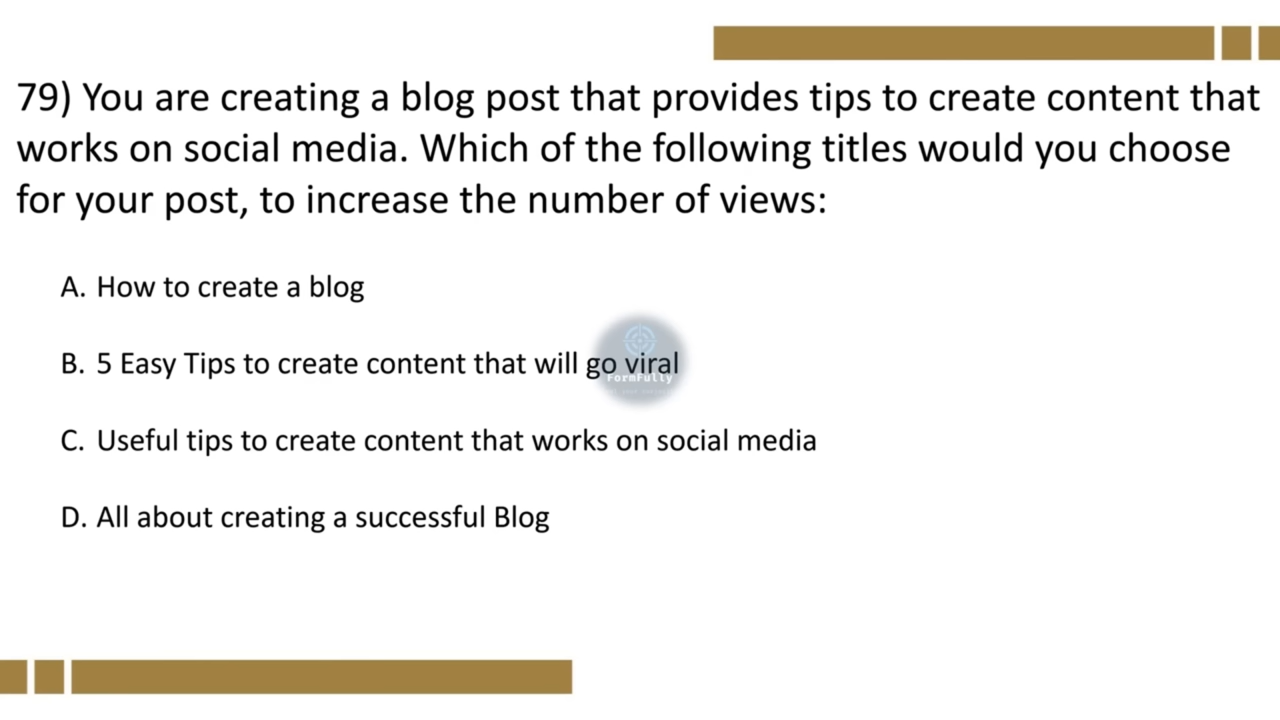 79) You are creating a blog post that provides tips to create content that
works on social media. Which of the following titles would you choose
for your post, to increase the number of views:
A. How to create a blog
B. 5 Easy Tips to create content that will go viral
FormFully
C. Useful tips to create content that works on social media
D. All about creating a successful Blog